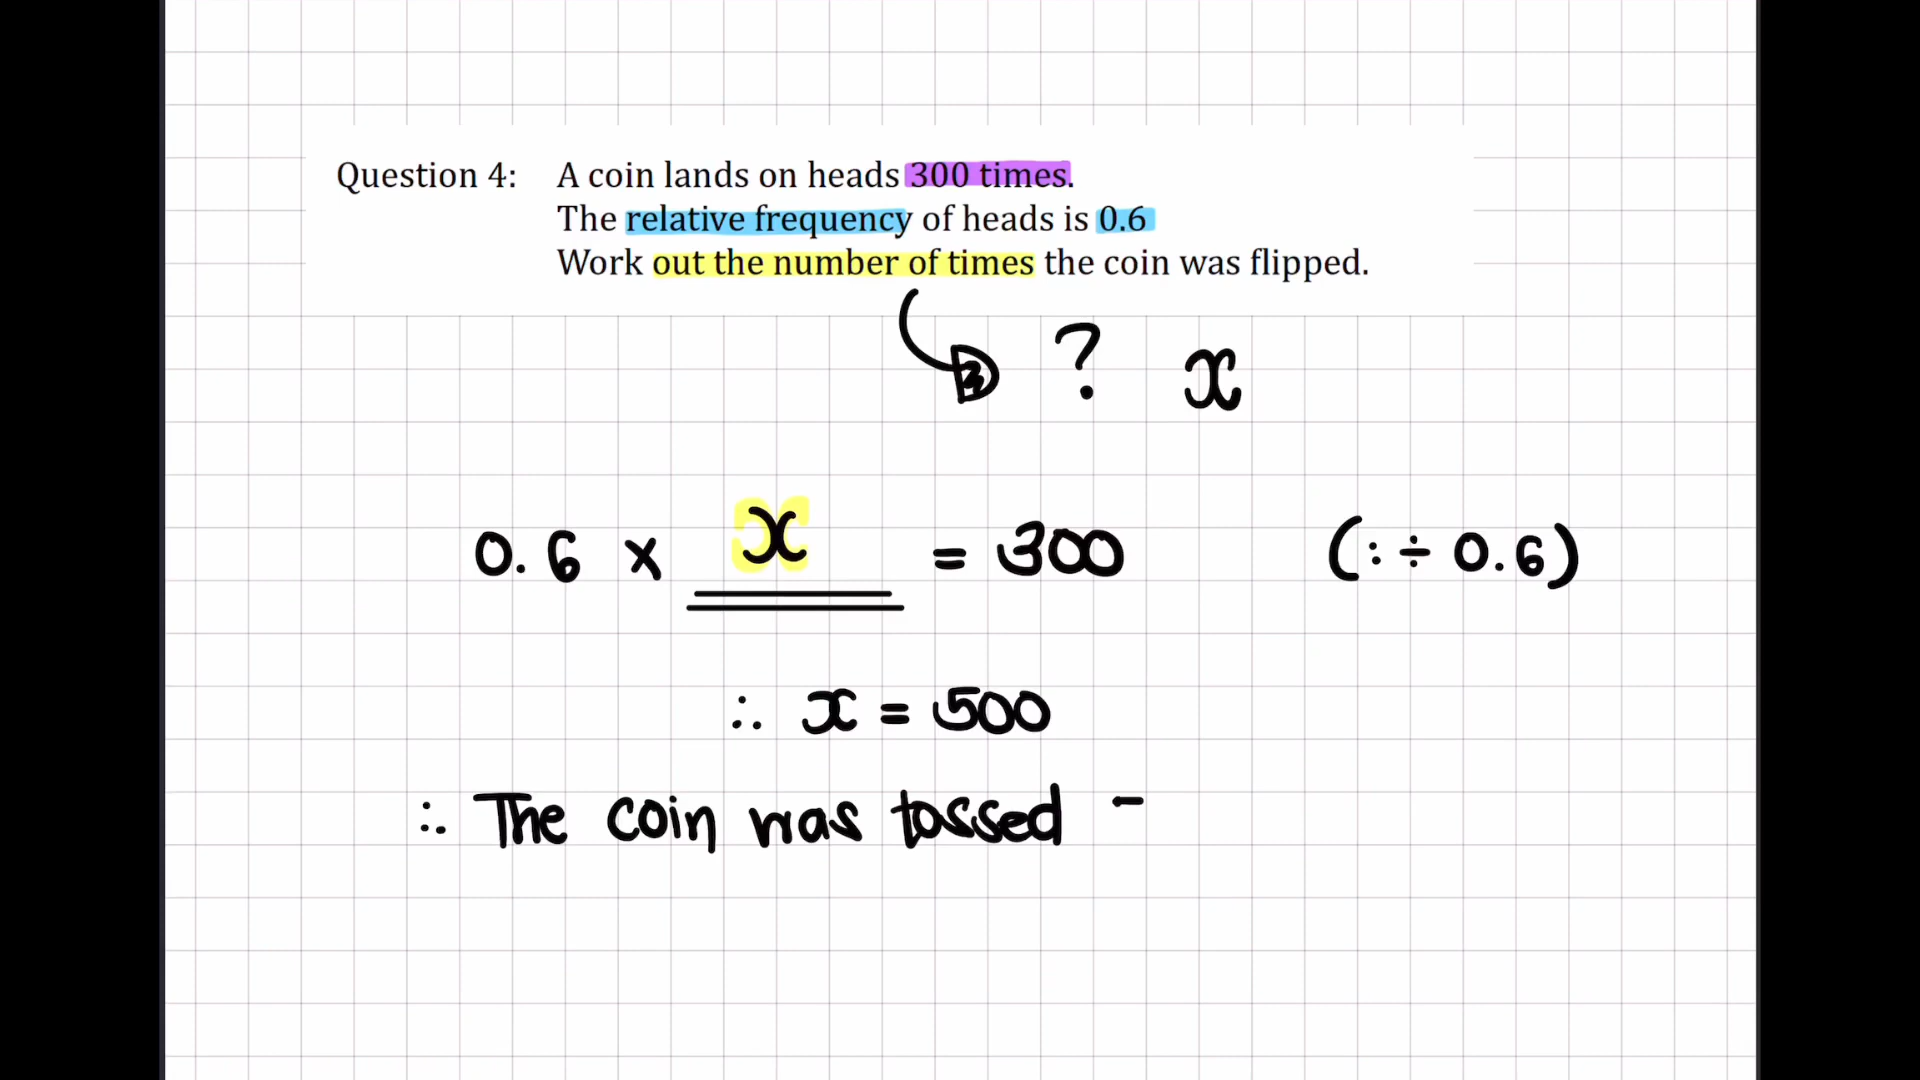 Question 4: A coin lands on heads 300 times.
The relative frequency of heads is 0.6
Work out the number of times the coin was flipped.
? x
0.6 × x = 300 (: ÷ 0.6)
∴ x = 500
∴ The coin was tossed